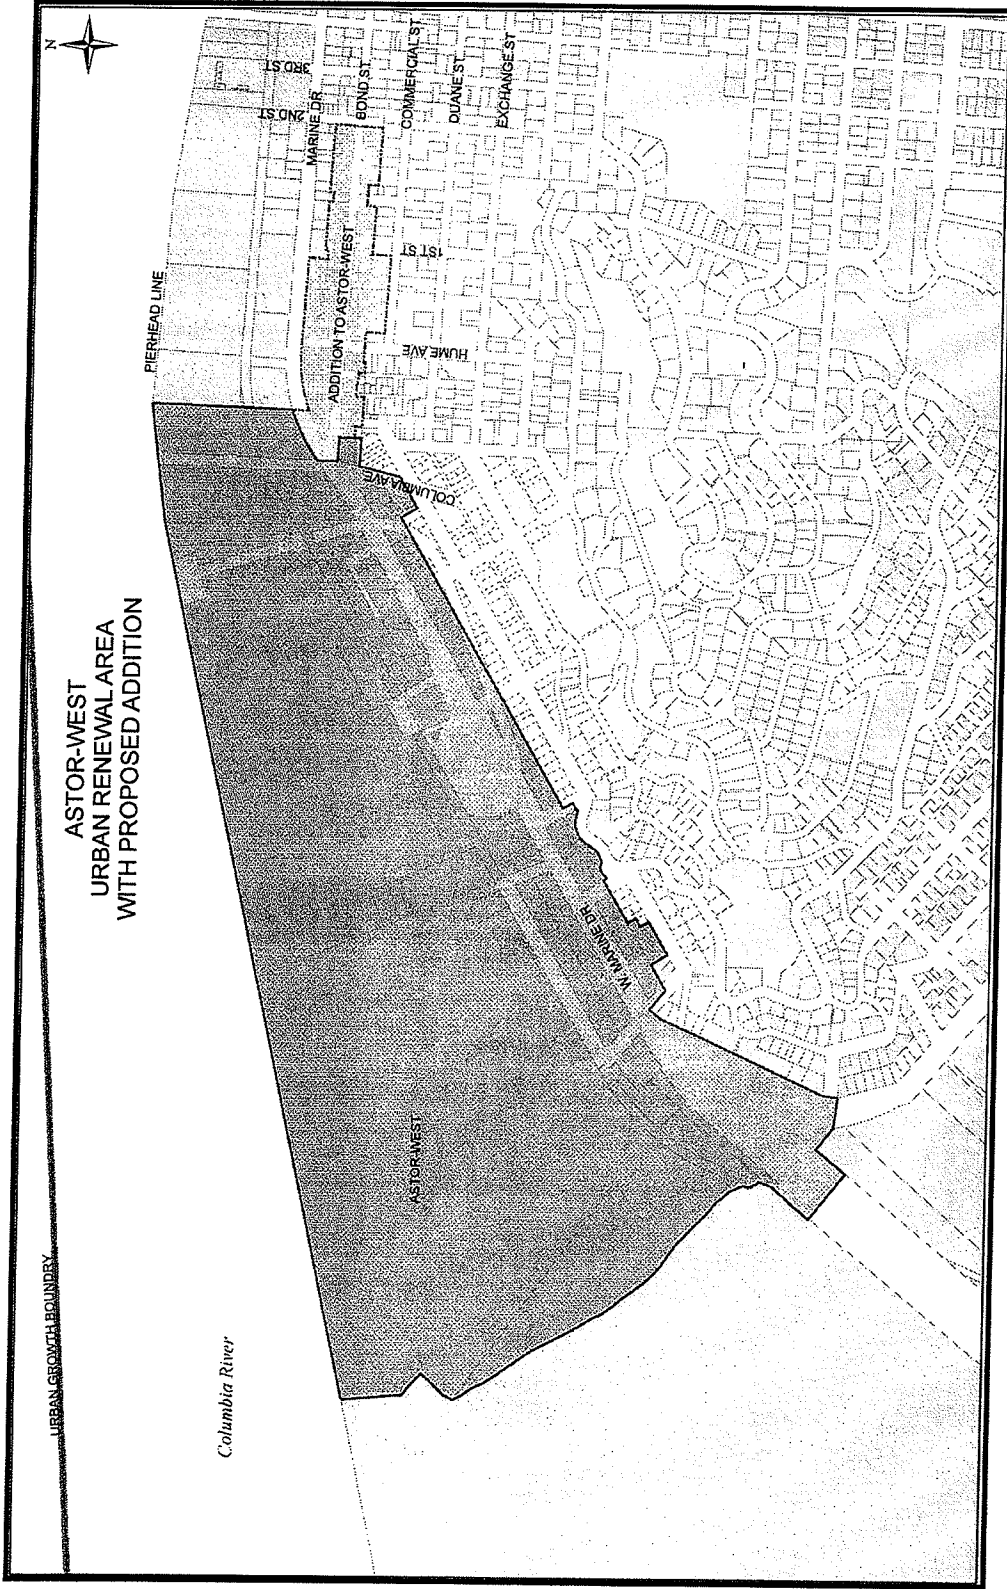 ASTOR-WEST
URBAN RENEWAL AREA
WITH PROPOSED ADDITION
N
URBAN GROWTH BOUNDRY
Columbia River
PIERHEAD LINE
3RD ST
2ND ST
MARINE DR
BOND ST
COMMERCIAL ST
DUANE ST
EXCHANGE ST
ADDITION TO ASTOR-WEST
1ST ST
HUME AVE
COLUMBIA AVE
W. MARINE DR
ASTOR-WEST